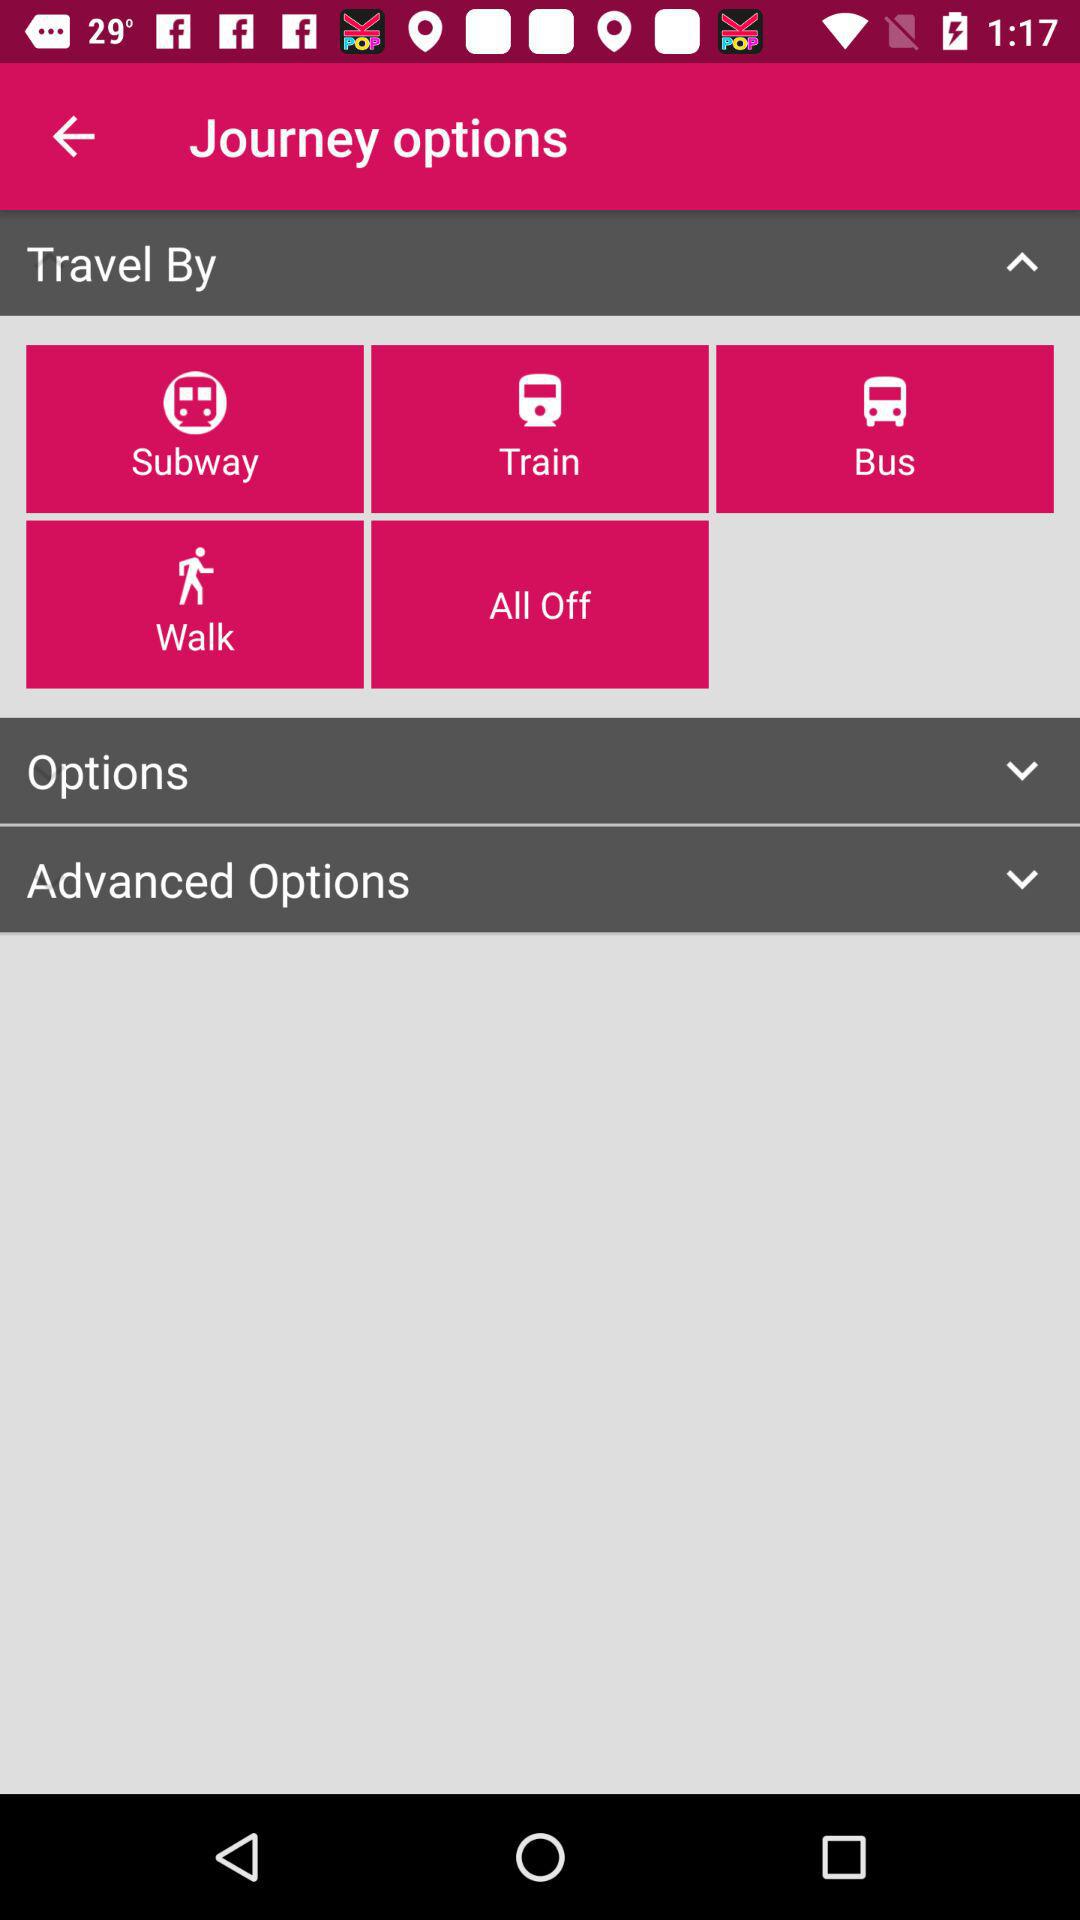 29° POP POP 1:17
Journey options
Travel By
Subway Train Bus
Walk All Off
Options
Advanced Options